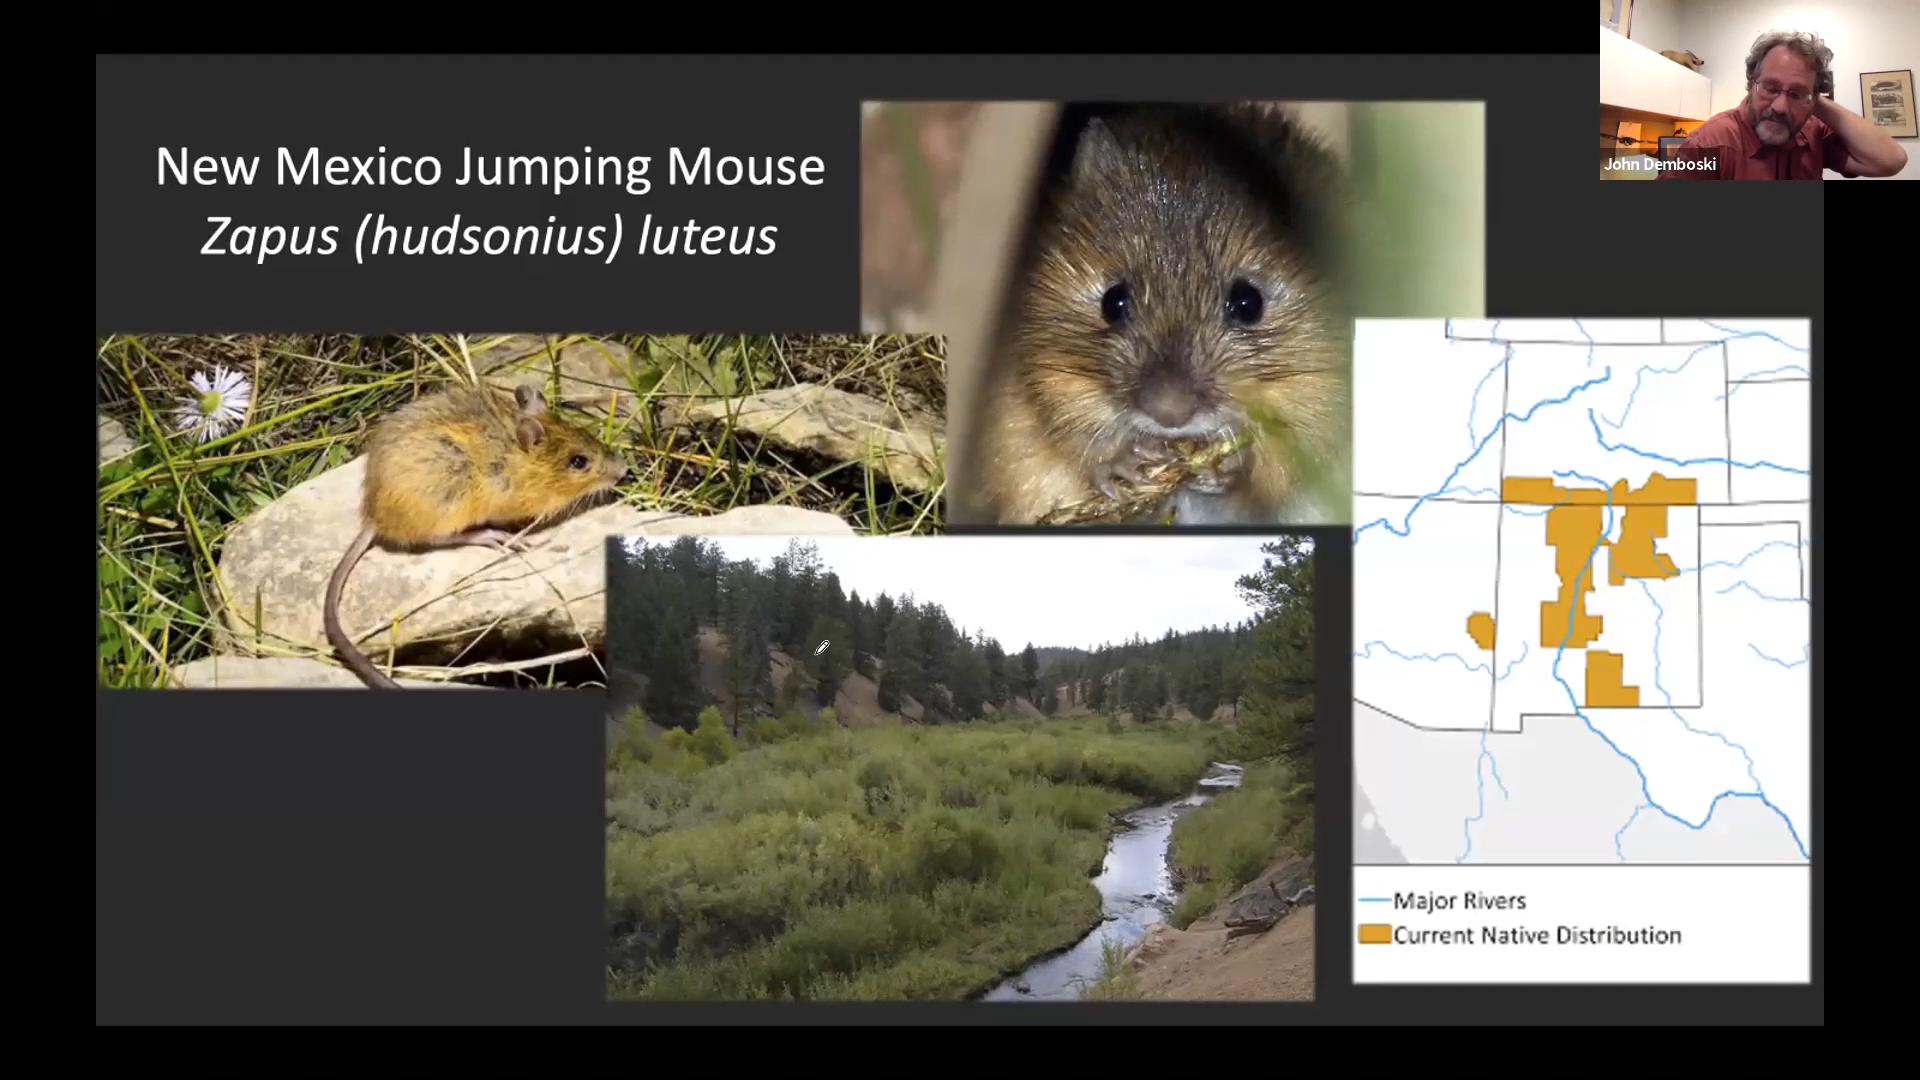 New Mexico Jumping Mouse
Zapus (hudsonius) luteus
John Demboski
Major Rivers
Current Native Distribution